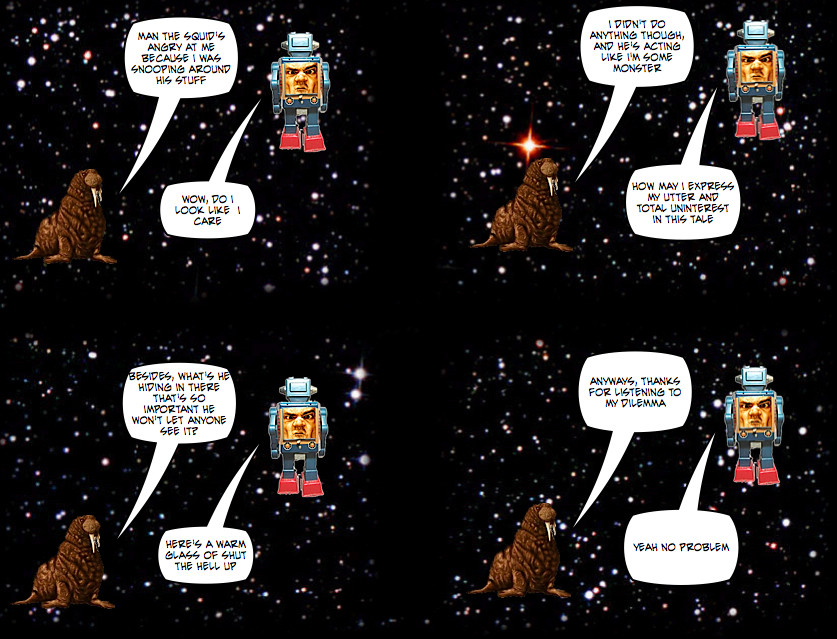 MAN THE SQUID'S
ANGRY AT ME
BECAUSE I WAS
SNOOPING AROUND
HIS STUFF
WOW, DO I
LOOK LIKE I
CARE
I DIDN'T DO
ANYTHING THOUGH,
AND HE'S ACTING
LIKE I'M SOME
MONSTER
HOW MAY I EXPRESS
MY UTTER AND
TOTAL UNINTEREST
IN THIS TALE
BESIDES, WHAT'S HE
HIDING IN THERE
THAT'S SO
IMPORTANT HE
WON'T LET ANYONE
SEE IT?
HERE'S A WARM
GLASS OF SHUT
THE HELL UP
ANYWAYS, THANKS
FOR LISTENING TO
MY DILEMMA
YEAH NO PROBLEM